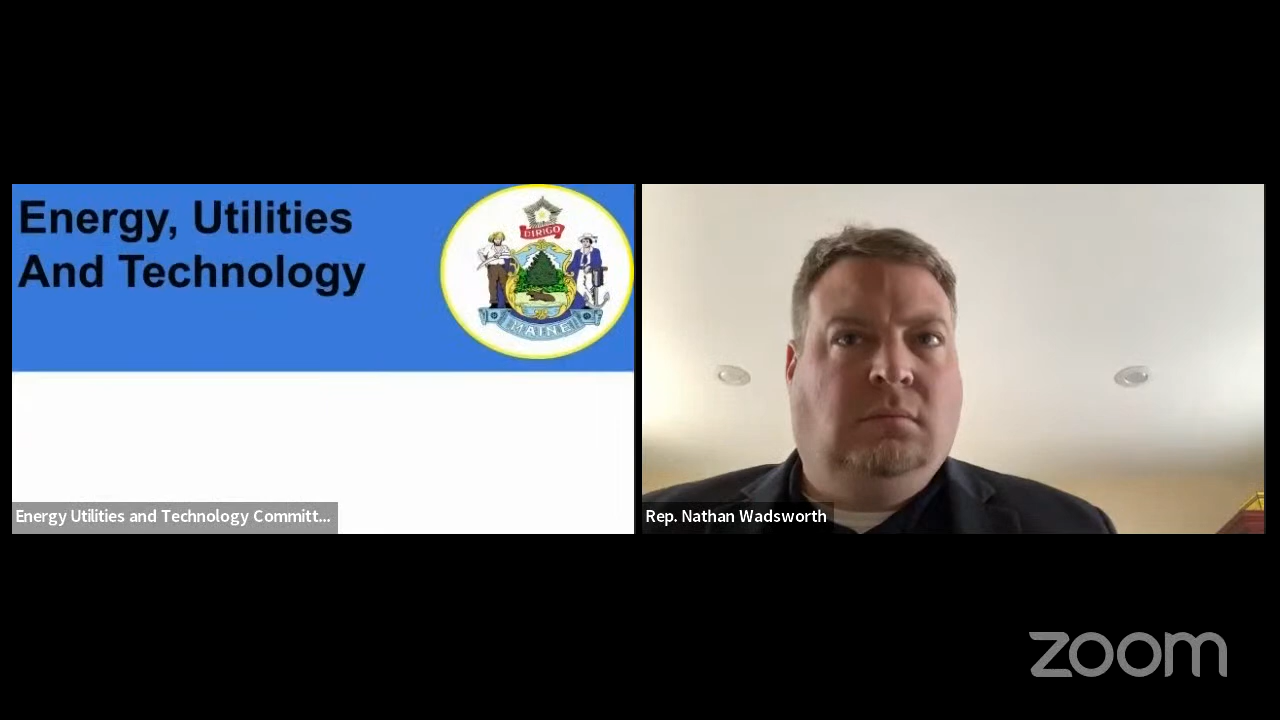 Energy, Utilities
And Technology
DIRIGO
MAINE
Energy Utilities and Technology Committ...
Rep. Nathan Wadsworth
zoom